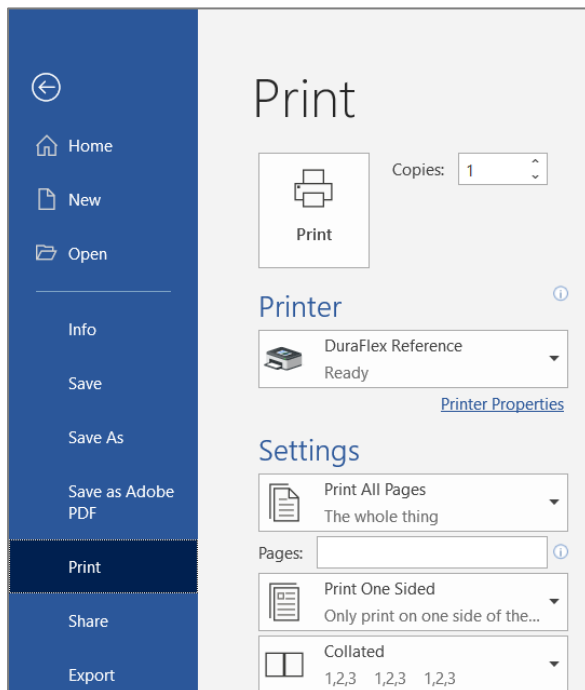 Home
New
Open
Info
Save
Save As
Save as Adobe
PDF
Print
Share
Export
Print
Copies: 1
Print
Printer
DuraFlex Reference
Ready
Printer Properties
Settings
Print All Pages
The whole thing
Pages:
Print One Sided
Only print on one side of the...
Collated
1,2,3 1,2,3 1,2,3